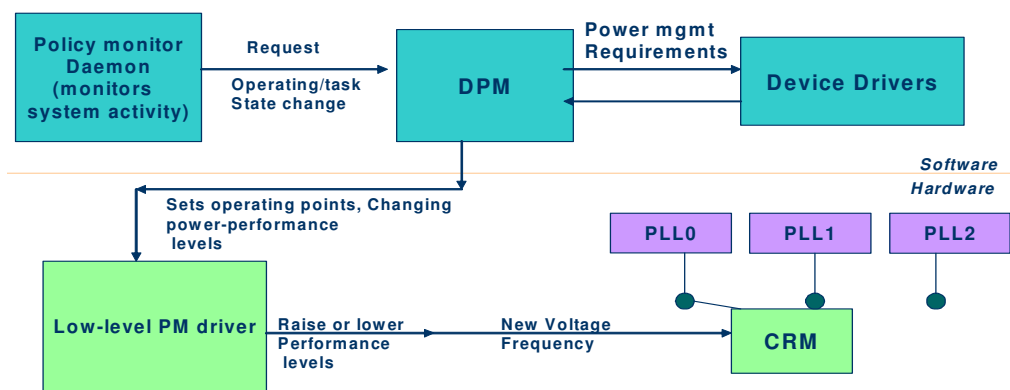 Policy monitor
Daemon
(monitors
system activity)
Request
Operating/task
State change
DPM
Power mgmt
Requirements
Device Drivers
Software
Hardware
Sets operating points, Changing
power-performance
levels
PLL0
PLL1
PLL2
Low-level PM driver
Raise or lower
Performance
levels
New Voltage
Frequency
CRM